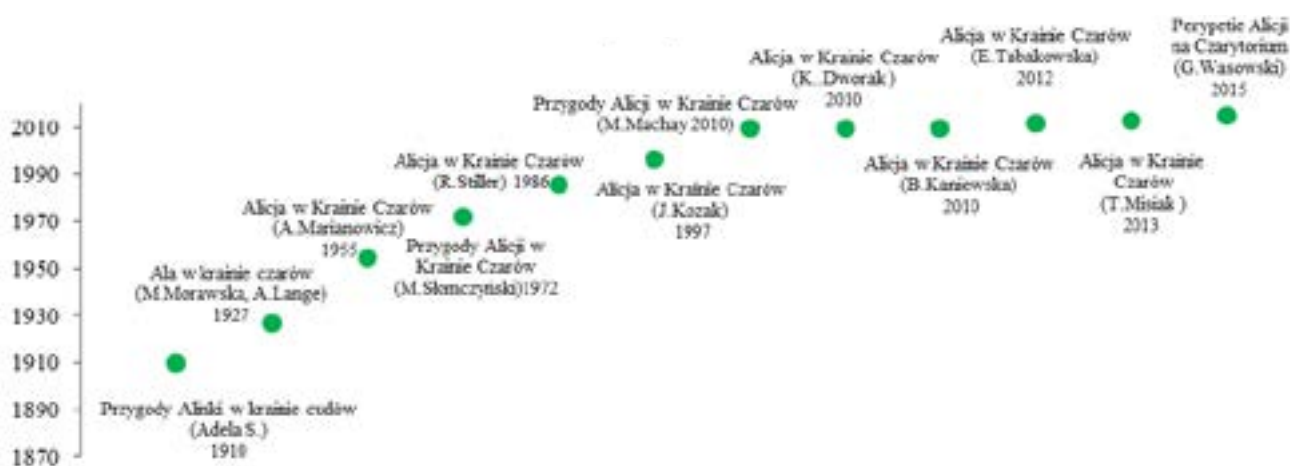 Perypetie Alicji
na Czarytorium
(G.Wasowski)
2015
Alicja w Krainie Czarów
(E.Tabakowska)
2012
Alicja w Krainie Czarów
(K. Dworak )
2010
Przygody Alicji w Krainie Czarów
(M.Machay 2010)
Alicja w Krainie Czarów
(B.Kaniewska)
2010
Alicja w Krainie
Czarów
(T.Misiak )
2013
Alicja w Krainie Czarów
(R.Stiller) 1986
Alicja w Krainie Czarów
(J.Kozak)
1997
Alicja w Krainie Czarów
(A.Marianowicz)
1955
Przygody Alicji w
Krainie Czarów
(M.Słomczyński)1972
Ala w krainie czarów
(M.Morawska, A.Lange)
1927
Przygody Alinki w krainie cudów
(Adela S.)
1910
2010
1990
1970
1950
1930
1910
1890
1870